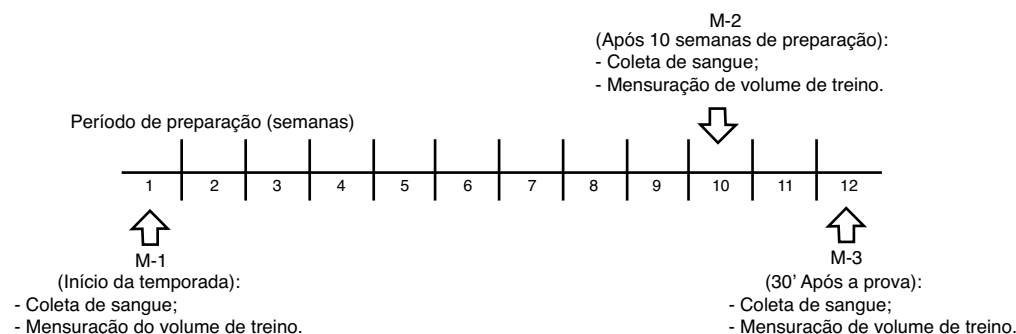 M-2
(Após 10 semanas de preparação):
- Coleta de sangue;
- Mensuração de volume de treino.
Período de preparação (semanas)
1 2 3 4 5 6 7 8 9 10 11 12
M-1
(Início da temporada):
- Coleta de sangue;
- Mensuração do volume de treino.
M-3
(30' Após a prova):
- Coleta de sangue;
- Mensuração de volume de treino.